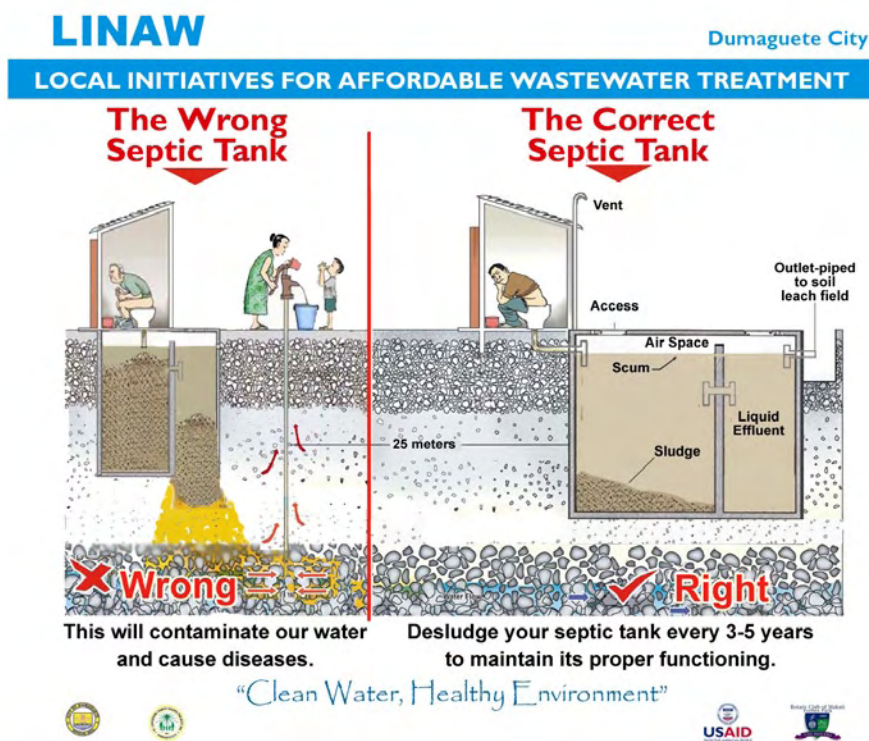 LINAW
Dumaguete City
LOCAL INITIATIVES FOR AFFORDABLE WASTEWATER TREATMENT
The Wrong
Septic Tank
The Correct
Septic Tank
Vent
Outlet-piped
to soil
leach field
Access
Air Space
Scum
Liquid
Effluent
25 meters
Sludge
Wrong
Right
This will contaminate our water
and cause diseases.
Desludge your septic tank every 3-5 years
to maintain its proper functioning.
"Clean Water, Healthy Environment"
USAID